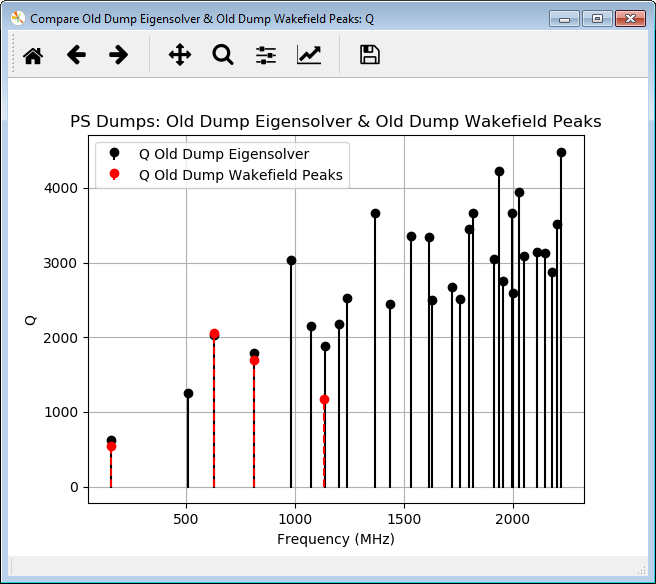 Compare Old Dump Eigensolver & Old Dump Wakefield Peaks: Q
PS Dumps: Old Dump Eigensolver & Old Dump Wakefield Peaks
Q Old Dump Eigensolver
Q Old Dump Wakefield Peaks
4000
3000
2000
1000
0
Q
500 1000 1500 2000
Frequency (MHz)